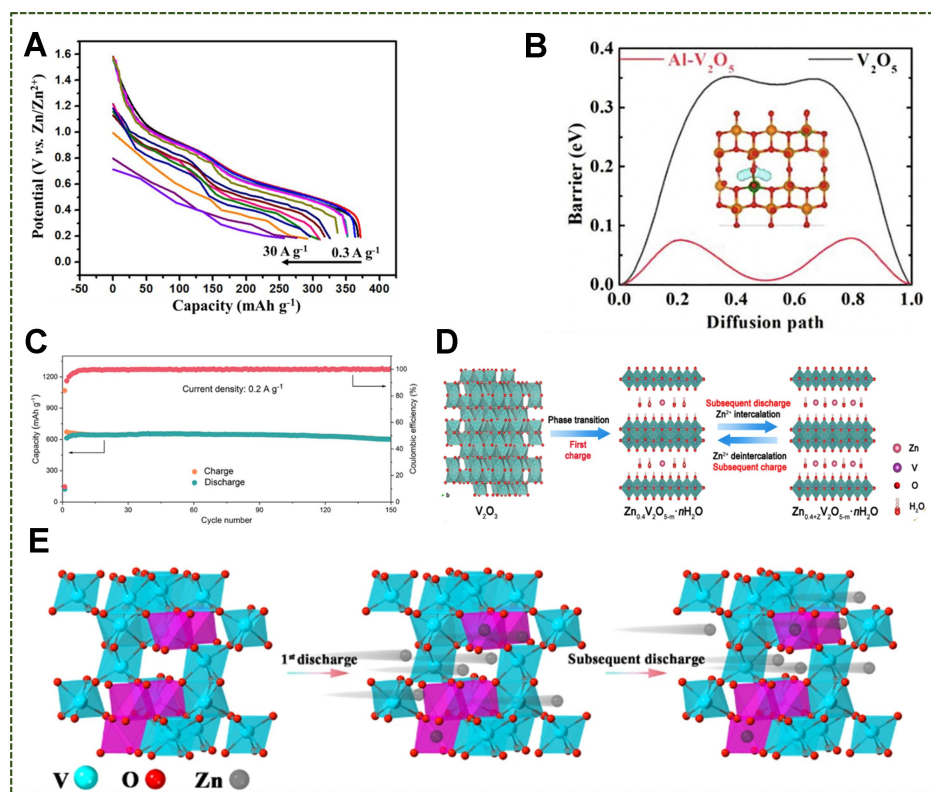 A
Potential (V vs. Zn/Zn²⁺
1.6
1.4
1.2
1.0
0.8
0.6
0.4
0.2
0.0
30 A g⁻¹
0.3 A g⁻¹
0 50 100 150 200 250 300 350 400
Capacity (mAh g⁻¹)
B
Al-V₂O₅
V₂O₅
Barrier (eV)
0.4
0.3
0.2
0.1
0.0
0.0 0.2 0.4 0.6 0.8 1.0
Diffusion path
C
Capacity (mAh g⁻¹)
1200
900
600
300
0
Current density: 0.2 A g⁻¹
Charge
Discharge
100
80
60
40
20
0
Coulombic efficiency (%)
0 30 60 90 120 150
Cycle number
D
Phase transition
First
charge
Subsequent discharge
Zn²⁺ intercalation
Zn²⁺ deintercalation
Subsequent charge
Zn
V
O
H₂O
b
V₂O₃
Zn₀.₄V₂O₅₋ₘ·nH₂O
Zn₀.₄₊zV₂O₅₋ₘ·nH₂O
E
1ˢᵗ discharge
Subsequent discharge
V
O
Zn